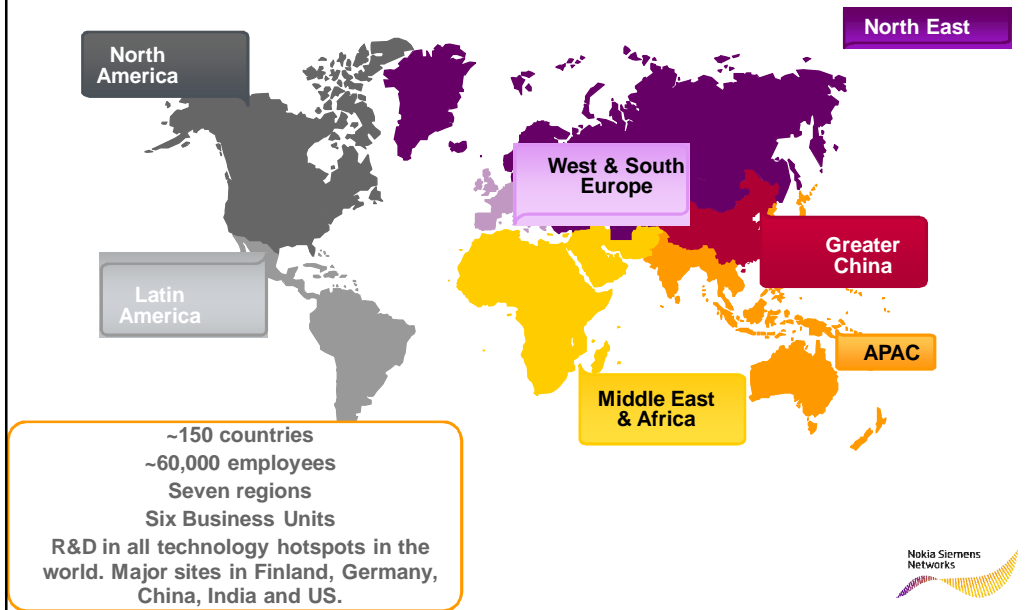 North East
North
America
West & South
Europe
Greater
China
Latin
America
APAC
Middle East
& Africa
~150 countries
~60,000 employees
Seven regions
Six Business Units
R&D in all technology hotspots in the
world. Major sites in Finland, Germany,
China, India and US.
Nokia Siemens
Networks